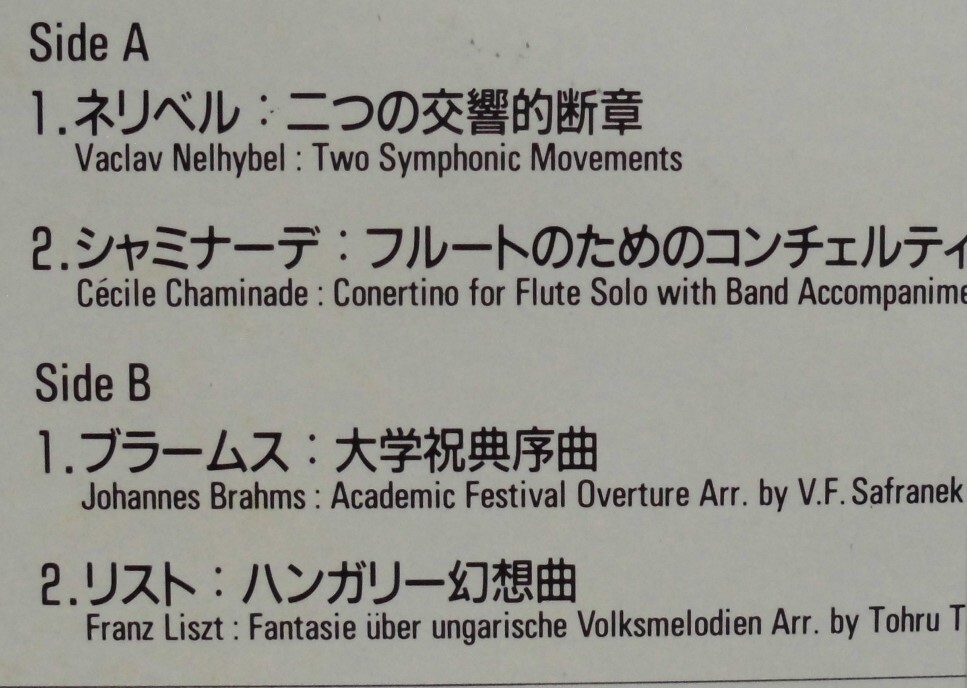 Side A
1.ネリベル：二つの交響的断章
Vaclav Nelhybel : Two Symphonic Movements
2.シャミナーデ：フルートのためのコンチェルティ
Cécile Chaminade : Conertino for Flute Solo with Band Accompanime
Side B
1.ブラームス：大学祝典序曲
Johannes Brahms : Academic Festival Overture Arr. by V.F. Safranek
2.リスト：ハンガリー幻想曲
Franz Liszt : Fantasie über ungarische Volksmelodien Arr. by Tohru T